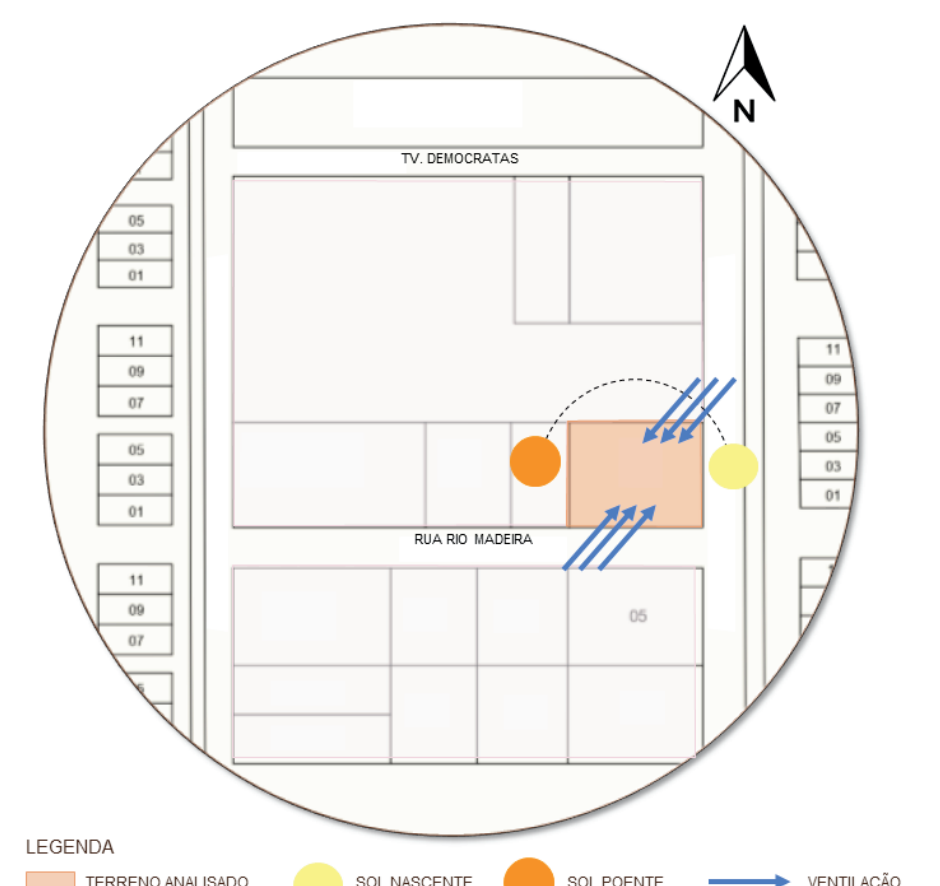 N
TV. DEMOCRATAS
05
03
01
11
09
07
05
03
01
11
09
07
11
09
07
05
03
01
RUA RIO MADEIRA
05
LEGENDA
TERRENO ANALISADO
SOL NASCENTE
SOL POENTE
VENTILAÇÃO